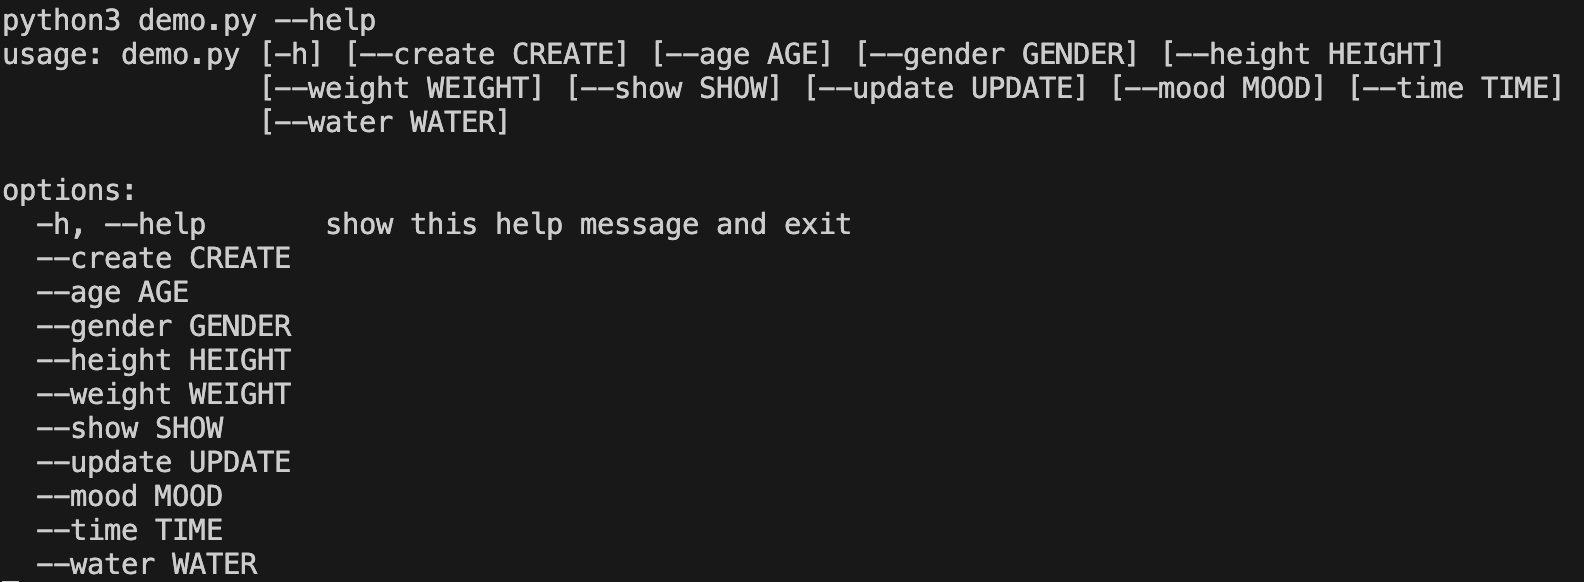 python3 demo.py --help
usage: demo.py [-h] [--create CREATE] [--age AGE] [--gender GENDER] [--height HEIGHT]
[--weight WEIGHT] [--show SHOW] [--update UPDATE] [--mood MOOD] [--time TIME]
[--water WATER]
options:
-h, --help show this help message and exit
--create CREATE
--age AGE
--gender GENDER
--height HEIGHT
--weight WEIGHT
--show SHOW
--update UPDATE
--mood MOOD
--time TIME
--water WATER